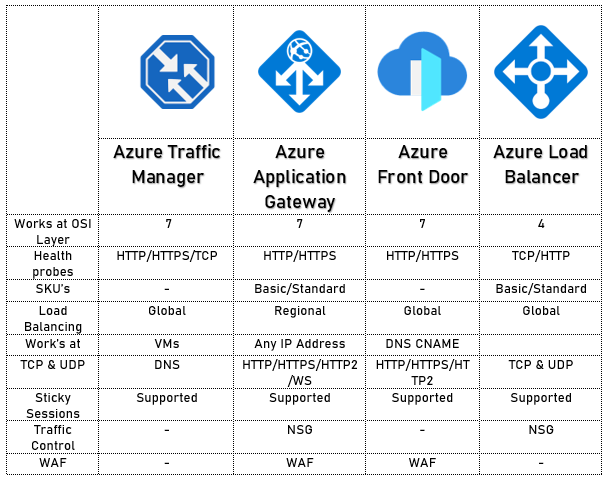 Azure Traffic Manager
Azure Application Gateway
Azure Front Door
Azure Load Balancer
Works at OSI Layer 7 7 7 4
Health probes HTTP/HTTPS/TCP HTTP/HTTPS HTTP/HTTPS TCP/HTTP
SKU's - Basic/Standard - Basic/Standard
Load Balancing Global Regional Global Global
Work's at VMs Any IP Address DNS CNAME
TCP & UDP DNS HTTP/HTTPS/HTTP2/WS HTTP/HTTPS/HTTP2 TCP & UDP
Sticky Sessions Supported Supported Supported Supported
Traffic Control - NSG - NSG
WAF - WAF WAF -